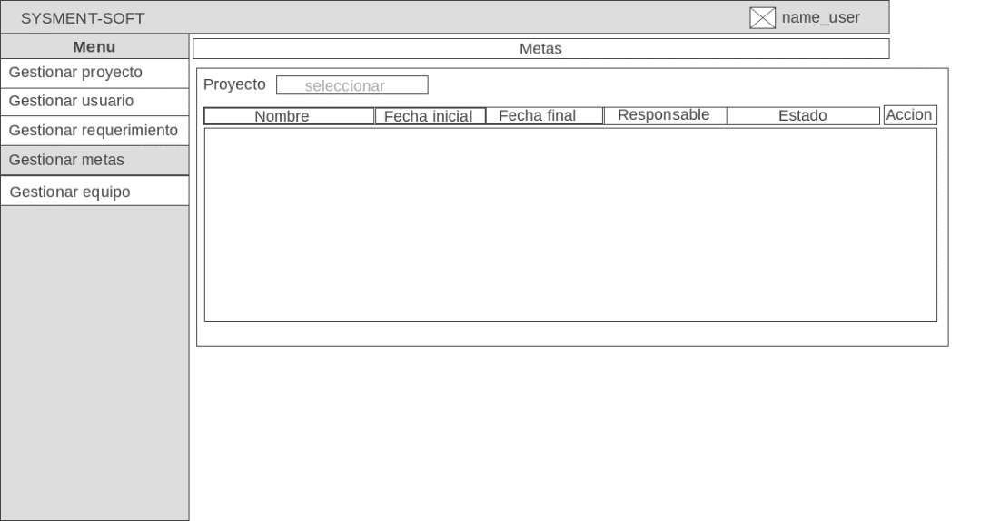 SYSMENT-SOFT
name_user
Menu
Gestionar proyecto
Gestionar usuario
Gestionar requerimiento
Gestionar metas
Gestionar equipo
Metas
Proyecto seleccionar
Nombre Fecha inicial Fecha final Responsable Estado Accion